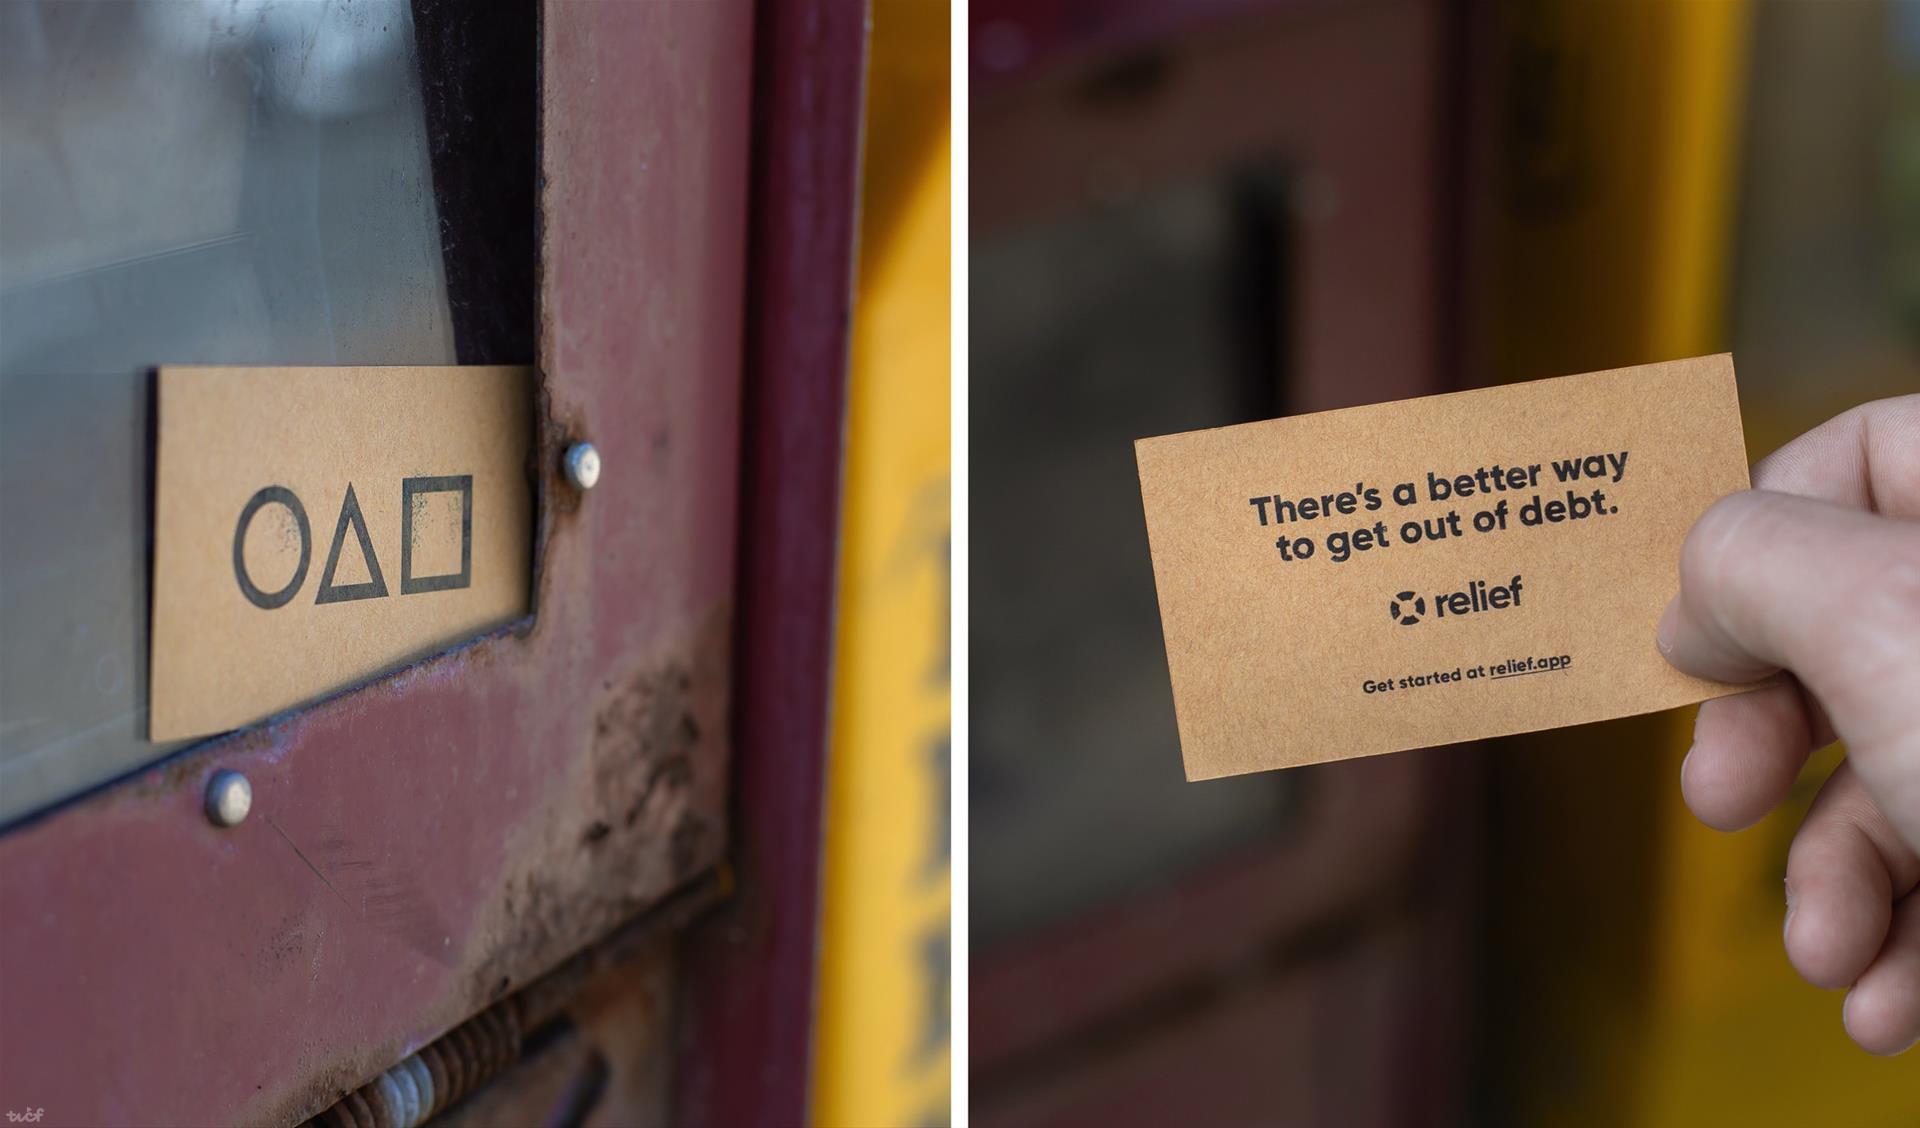 There's a better way
to get out of debt.
relief
Get started at relief.app